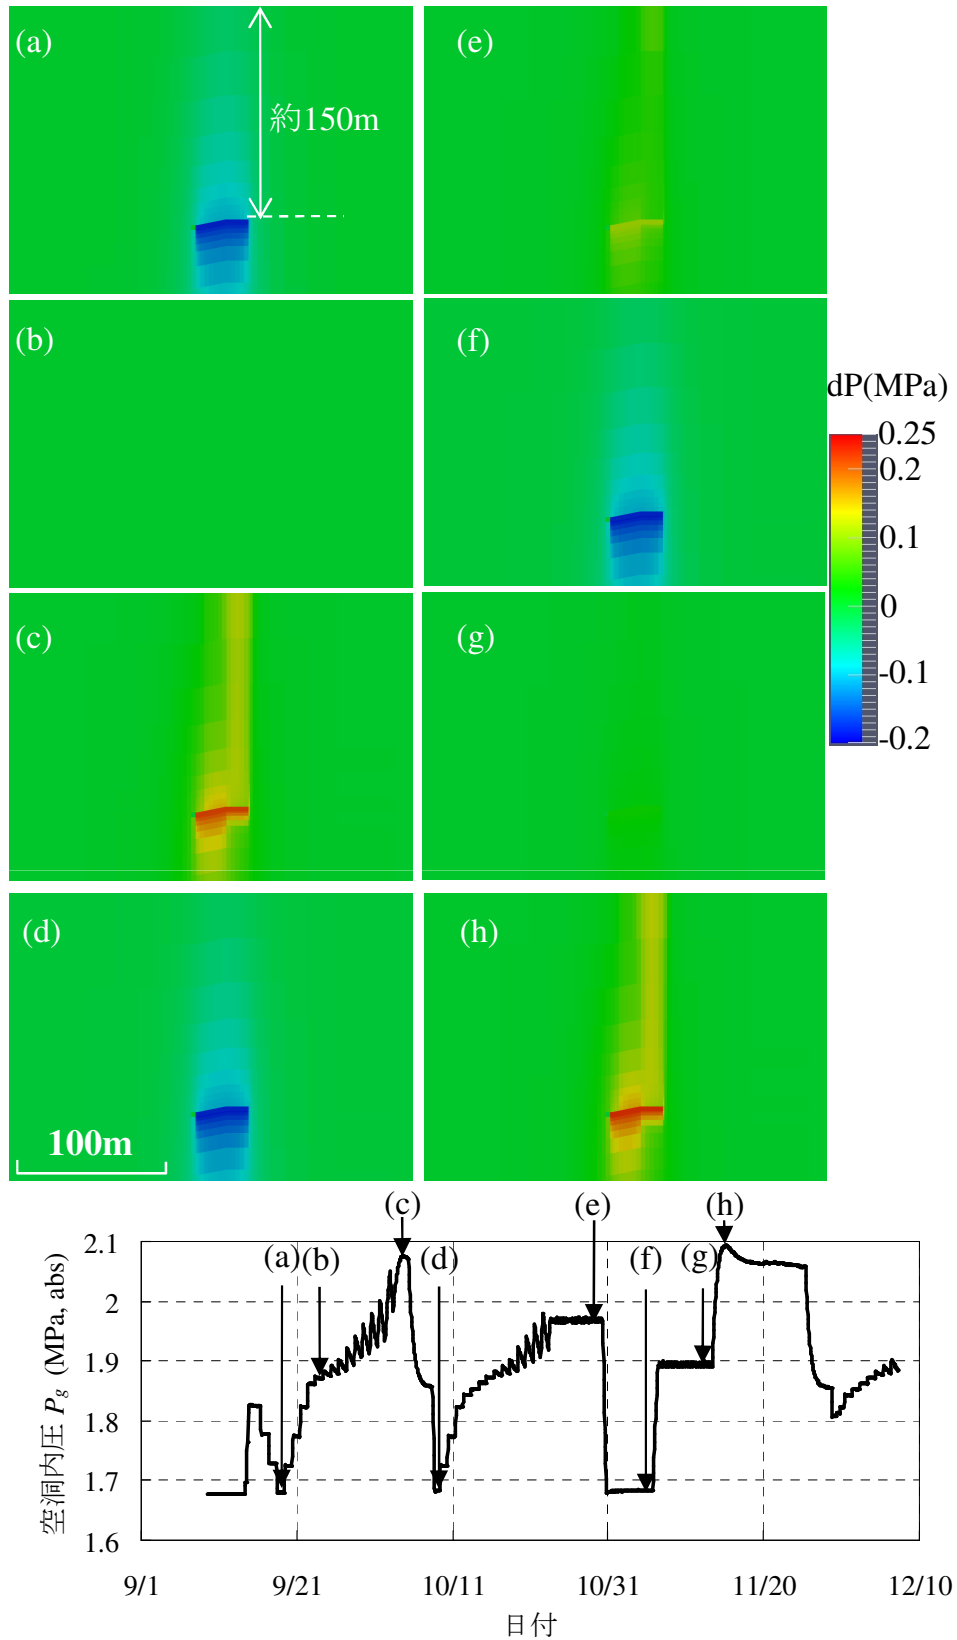 (a)
約150m
(e)
(b)
(f)
dP(MPa)
0.25
0.2
0.1
0
-0.1
-0.2
(c)
(g)
(d)
100m
(h)
(c)
(e)
(h)
(a)
(b)
(d)
(f)
(g)
空洞内圧 Pg (MPa, abs)
2.1
2
1.9
1.8
1.7
1.6
9/1
9/21
10/11
10/31
11/20
12/10
日付